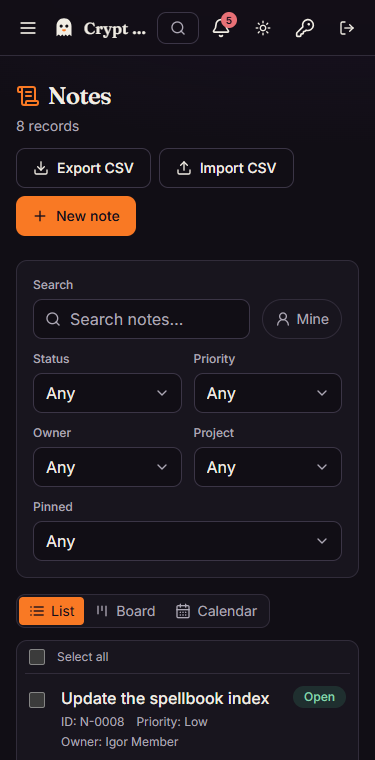 Crypt ...
5
Notes
8 records
Export CSV
Import CSV
New note
Search
Search notes...
Mine
Status
Priority
Any
Any
Owner
Project
Any
Any
Pinned
Any
List
Board
Calendar
Select all
Update the spellbook index
Open
ID: N-0008 Priority: Low
Owner: Igor Member